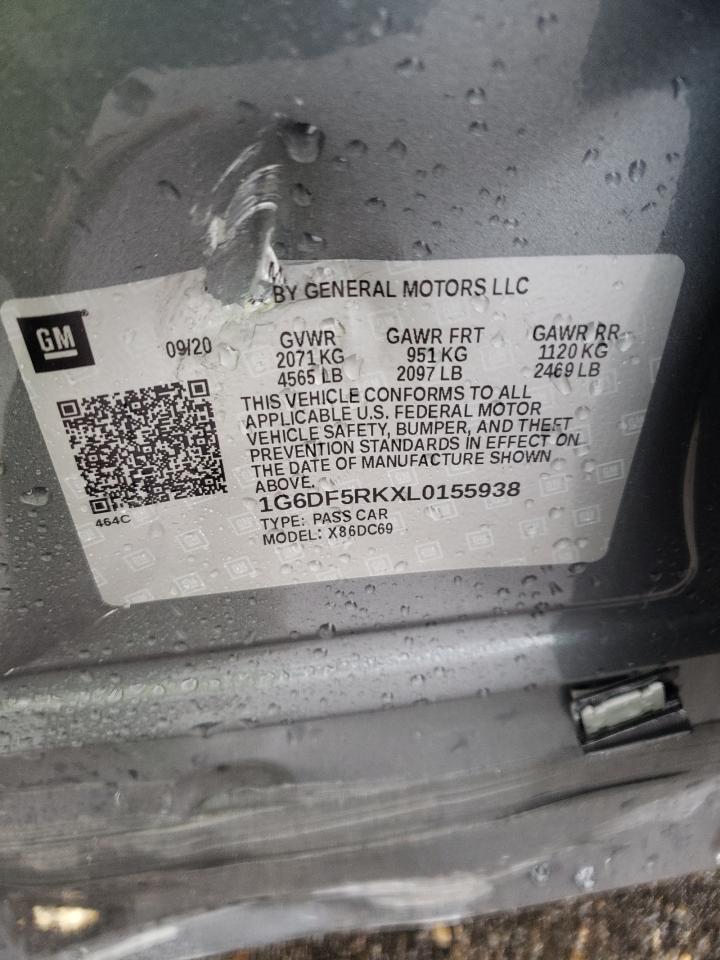 BY GENERAL MOTORS LLC
GM
09/20
GVWR GAWR FRT GAWR RR
2071 KG 951 KG 1120 KG
4565 LB 2097 LB 2469 LB
THIS VEHICLE CONFORMS TO ALL
APPLICABLE U.S. FEDERAL MOTOR
VEHICLE SAFETY, BUMPER, AND THEFT
PREVENTION STANDARDS IN EFFECT ON
THE DATE OF MANUFACTURE SHOWN
ABOVE.
1G6DF5RKXL0155938
464C
TYPE: PASS CAR
MODEL: X86DC69